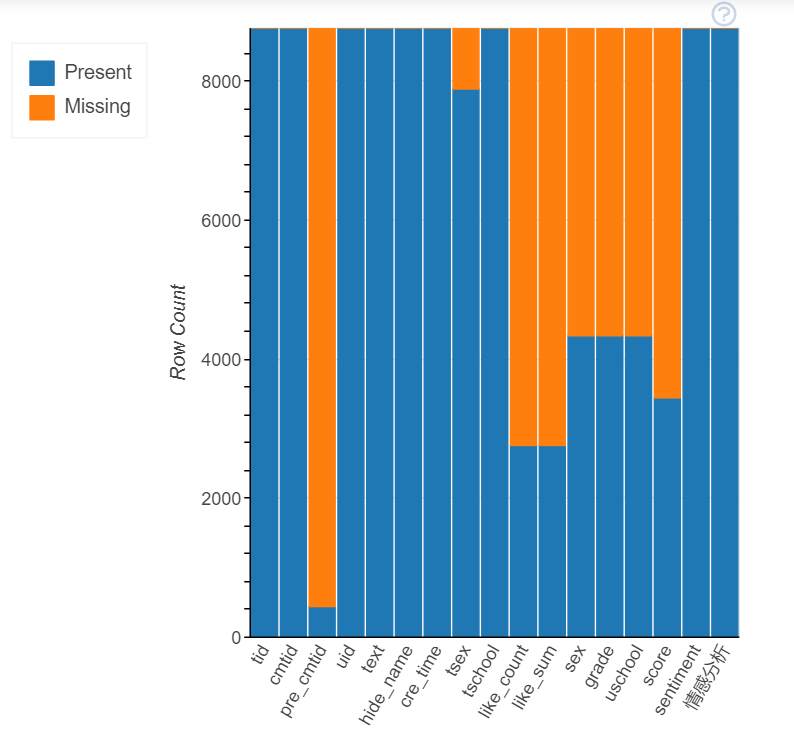 ?
Present
Missing
8000
6000
4000
2000
0
Row Count
tid
cmtid
pre_cmtid
uid
text
hide_name
cre_time
tsex
tschool
like_count
like_sum
sex
grade
uschool
score
sentiment
情感分析